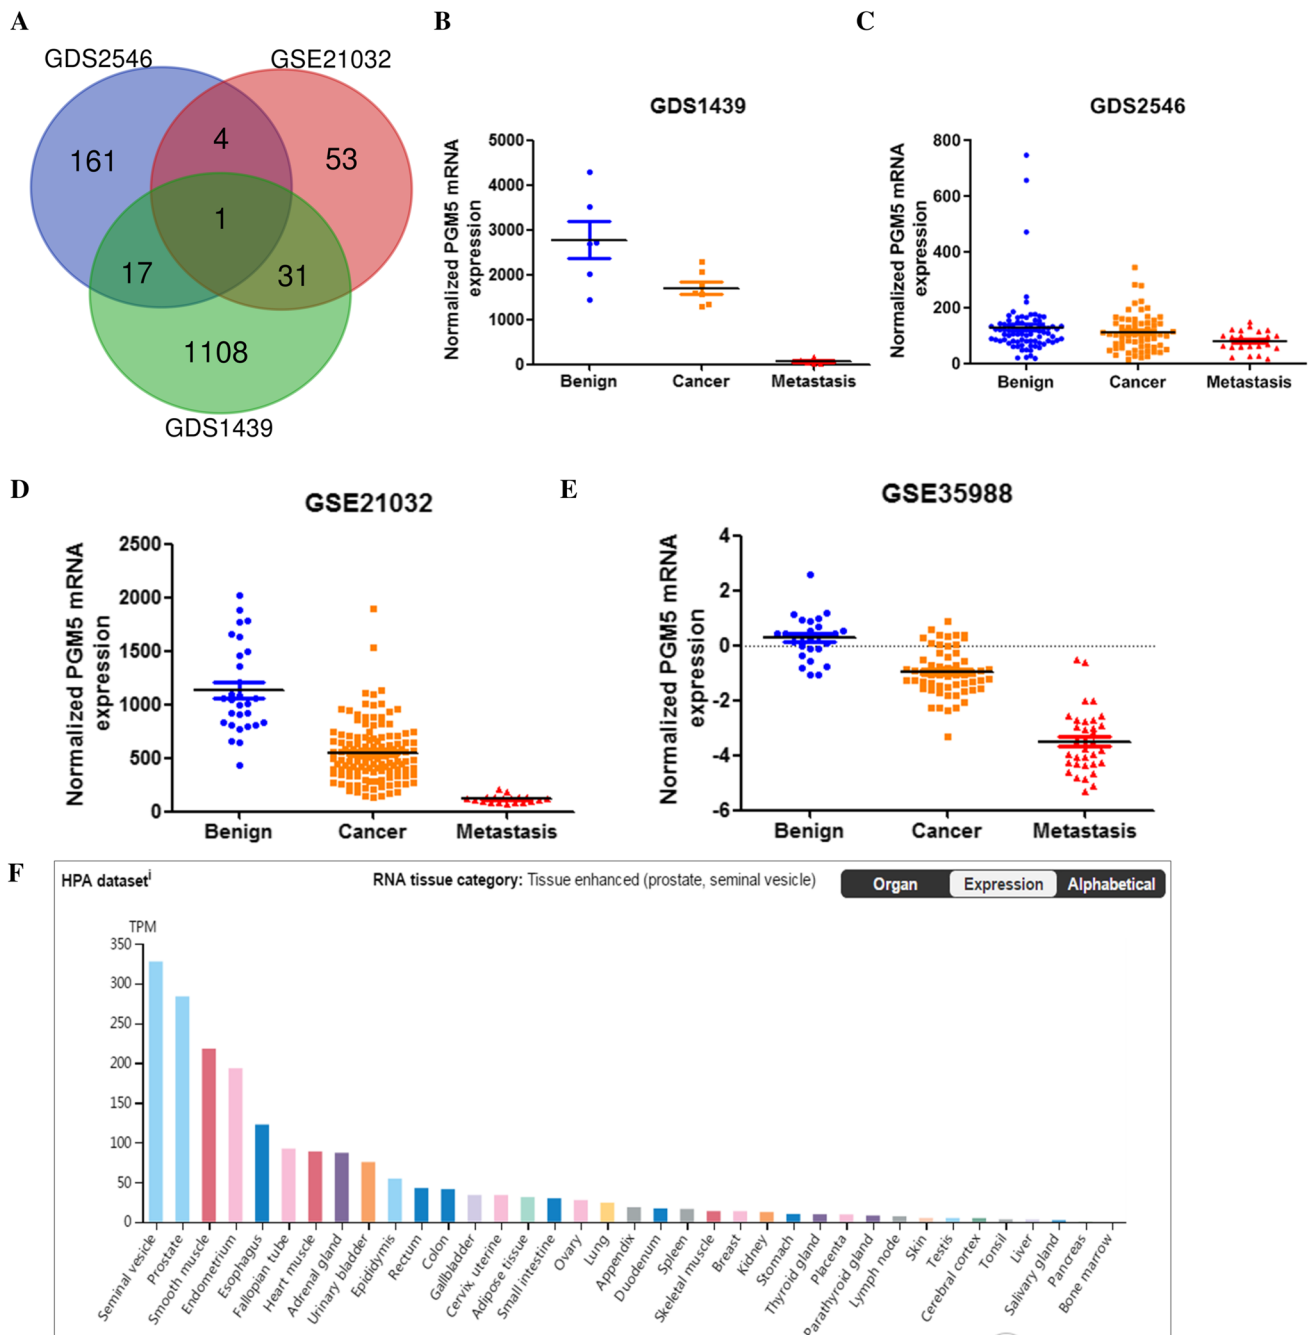 A
GDS2546
GSE21032
161
4
53
1
17
31
1108
GDS1439
B
GDS1439
Normalized PGM5 mRNA
expression
5000
4000
3000
2000
1000
0
Benign
Cancer
Metastasis
C
GDS2546
Normalized PGM5 mRNA
expression
800
600
400
200
0
Benign
Cancer
Metastasis
D
GSE21032
Normalized PGM5 mRNA
expression
2500
2000
1500
1000
500
0
Benign
Cancer
Metastasis
E
GSE35988
Normalized PGM5 mRNA
expression
4
2
0
-2
-4
-6
Benign
Cancer
Metastasis
F
HPA datasetⁱ
RNA tissue category: Tissue enhanced (prostate, seminal vesicle)
Organ
Expression
Alphabetical
TPM
350
300
250
200
150
100
50
0
Seminal vesicle
Prostate
Smooth muscle
Endometrium
Esophagus
Fallopian tube
Heart muscle
Adrenal gland
Urinary bladder
Epididymis
Rectum
Colon
Gallbladder
Cervix, uterine
Adipose tissue
Small intestine
Ovary
Lung
Appendix
Duodenum
Spleen
Skeletal muscle
Breast
Kidney
Stomach
Thyroid gland
Placenta
Parathyroid gland
Lymph node
Skin
Testis
Cerebral cortex
Tonsil
Liver
Salivary gland
Pancreas
Bone marrow